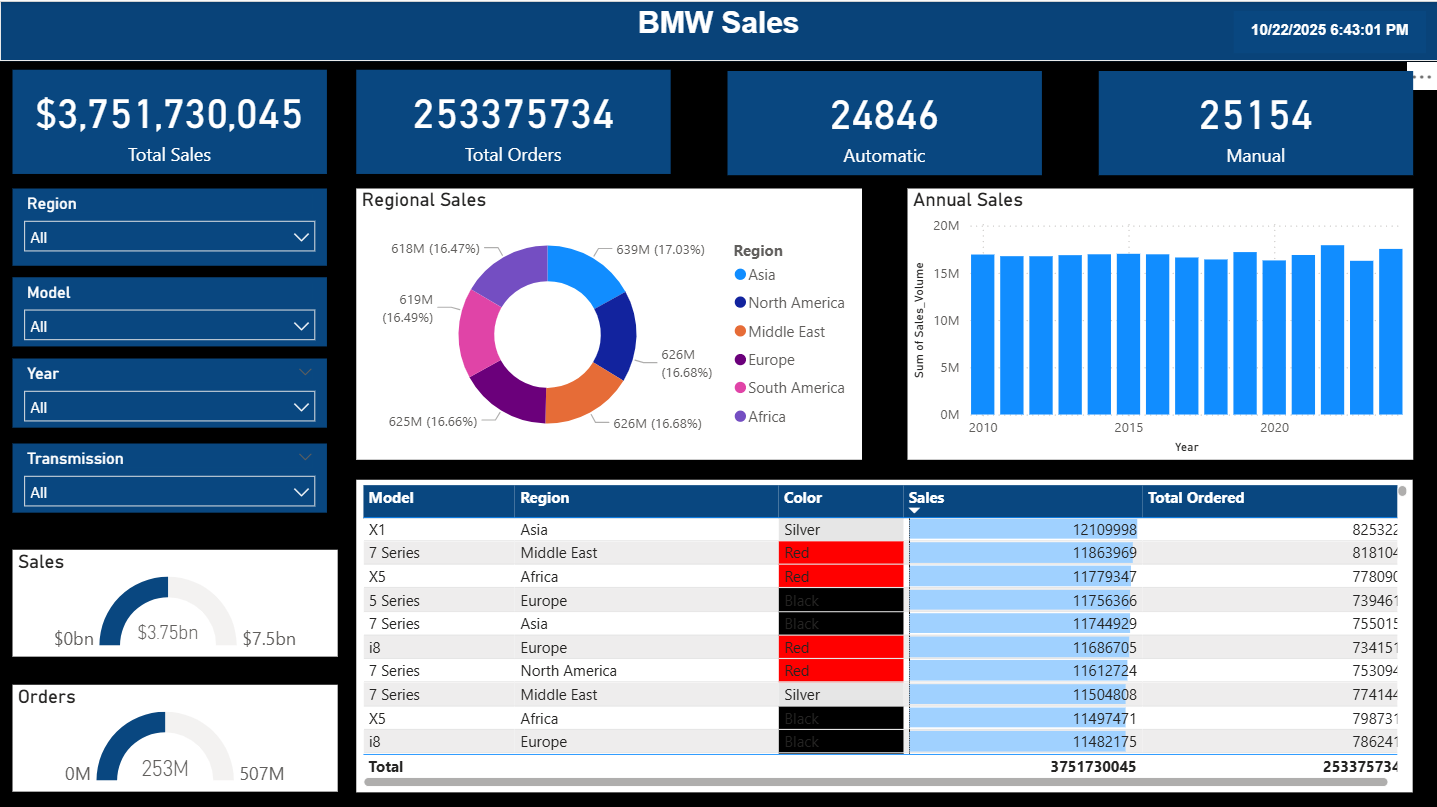 BMW Sales
10/22/2025 6:43:01 PM
$3,751,730,045
Total Sales
253375734
Total Orders
24846
Automatic
25154
Manual
Region
All
Model
All
Year
All
Transmission
All
Sales
$0bn
$3.75bn
$7.5bn
Orders
0M
253M
507M
Regional Sales
618M (16.47%)
639M (17.03%)
619M
(16.49%)
626M
(16.68%)
625M (16.66%)
626M (16.68%)
Region
Asia
North America
Middle East
Europe
South America
Africa
Annual Sales
Sum of Sales_Volume
20M
15M
10M
5M
0M
2010 2015 2020
Year
Model Region Color Sales Total Ordered
X1 Asia Silver 12109998 825322
7 Series Middle East Red 11863969 818104
X5 Africa Red 11779347 778090
5 Series Europe Black 11756366 739461
7 Series Asia Black 11744929 755015
i8 Europe Red 11686705 734151
7 Series North America Red 11612724 753094
7 Series Middle East Silver 11504808 774144
X5 Africa Black 11497471 798731
i8 Europe Black 11482175 786241
Total 3751730045 253375734